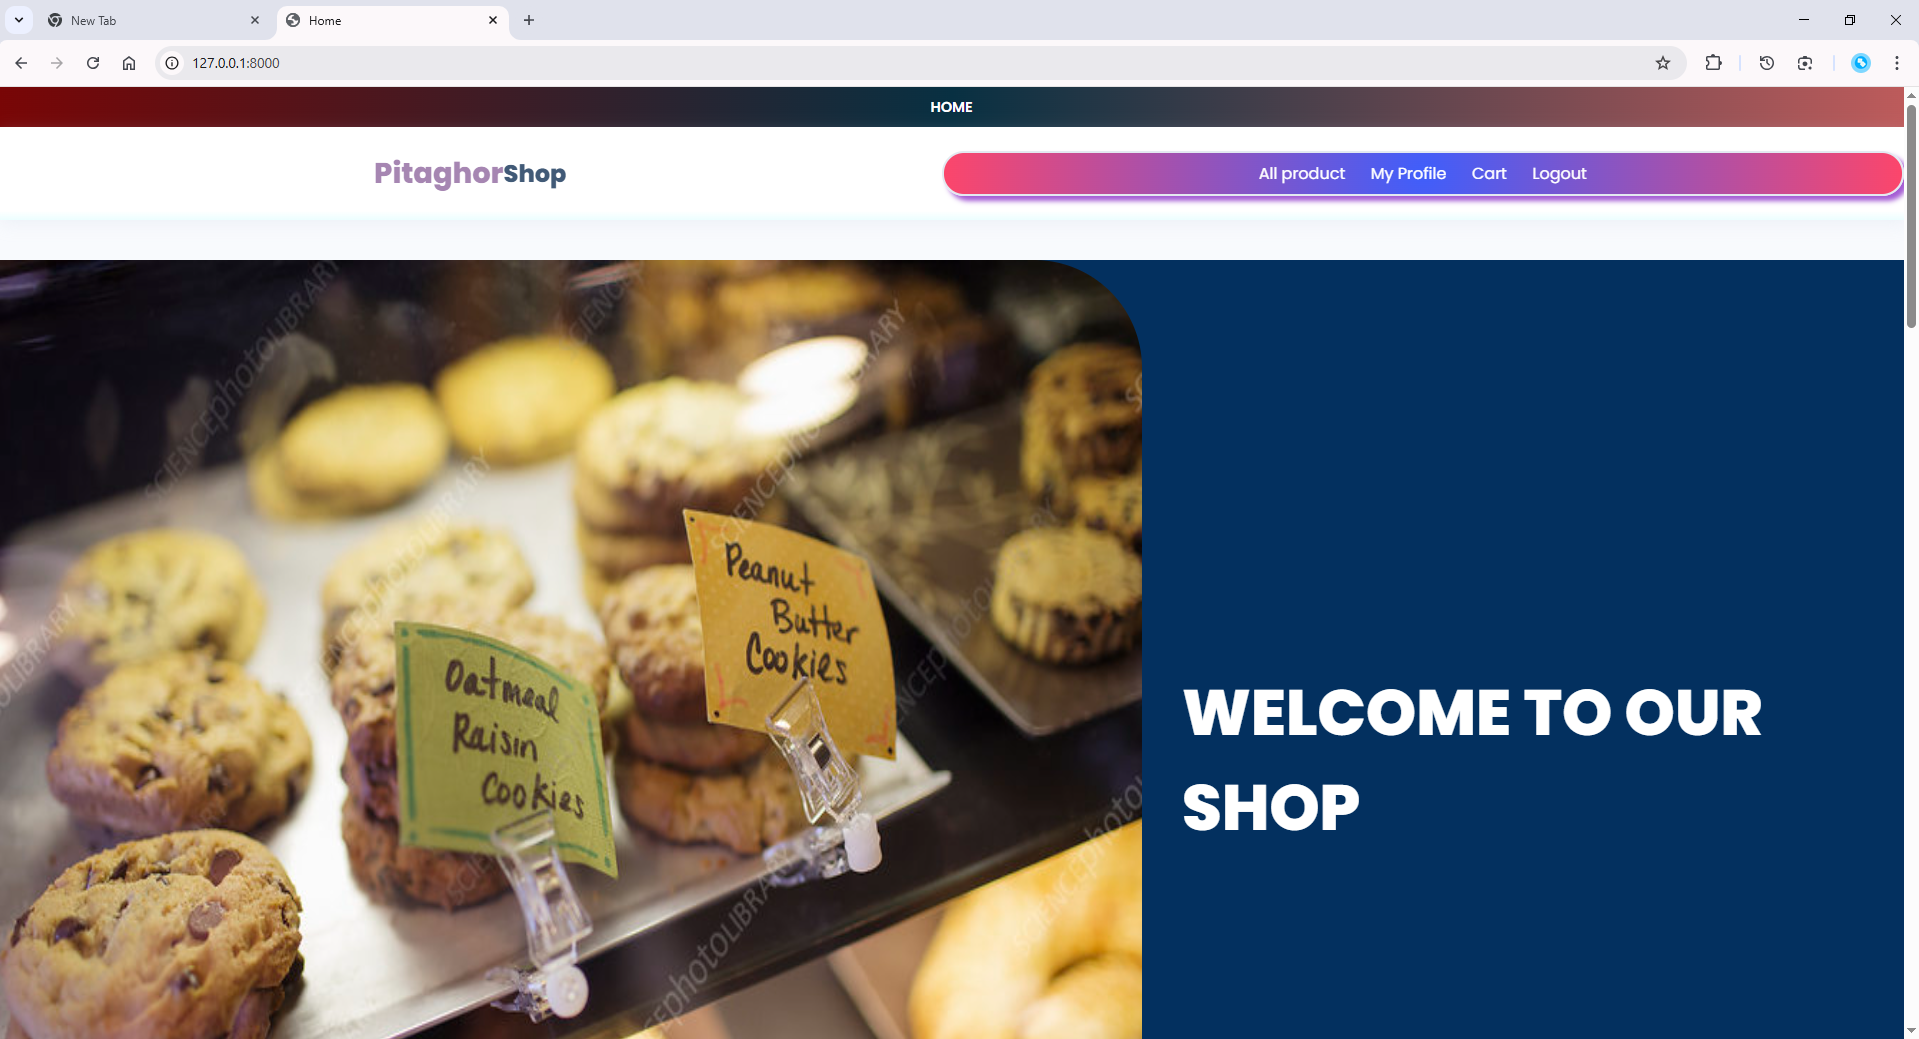 New Tab
Home
127.0.0.1:8000
HOME
PitaghorShop
All product My Profile Cart Logout
Peanut
Butter
Cookies
Oatmeal
Raisin
Cookies
WELCOME TO OUR
SHOP
SCIENCEphotoLIBRARY